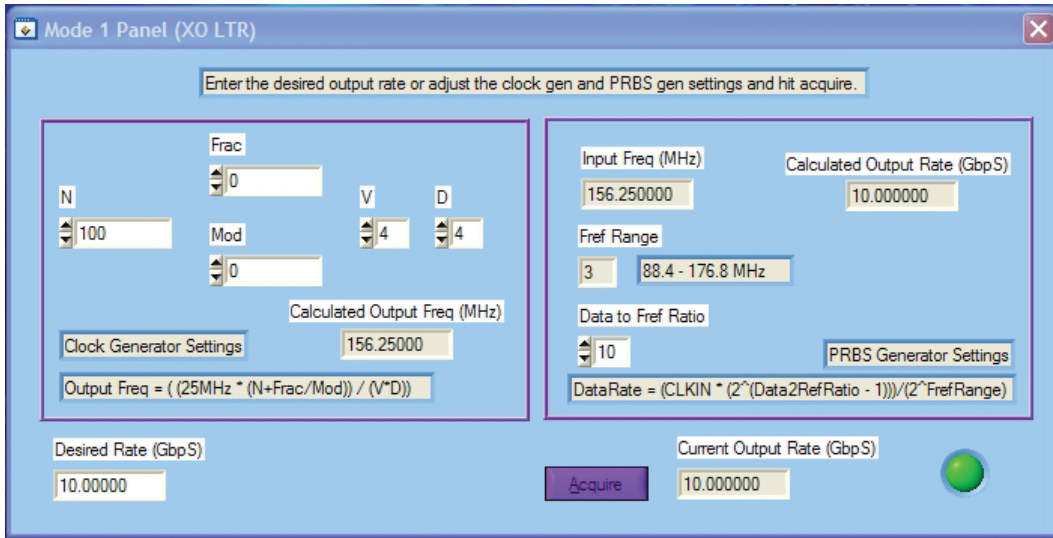 Mode 1 Panel (XO LTR)
Enter the desired output rate or adjust the clock gen and PRBS gen settings and hit acquire.
Frac
0
N
100
V
4
D
4
Mod
0
Calculated Output Freq (MHz)
156.25000
Clock Generator Settings
Output Freq = ( (25MHz * (N+Frac/Mod)) / (V*D))
Input Freq (MHz)
156.250000
Calculated Output Rate (GbpS)
10.000000
Fref Range
3
88.4 - 176.8 MHz
Data to Fref Ratio
10
PRBS Generator Settings
DataRate = (CLKIN * (2^(Data2RefRatio - 1)))/(2^FrefRange)
Desired Rate (GbpS)
10.00000
Acquire
Current Output Rate (GbpS)
10.000000